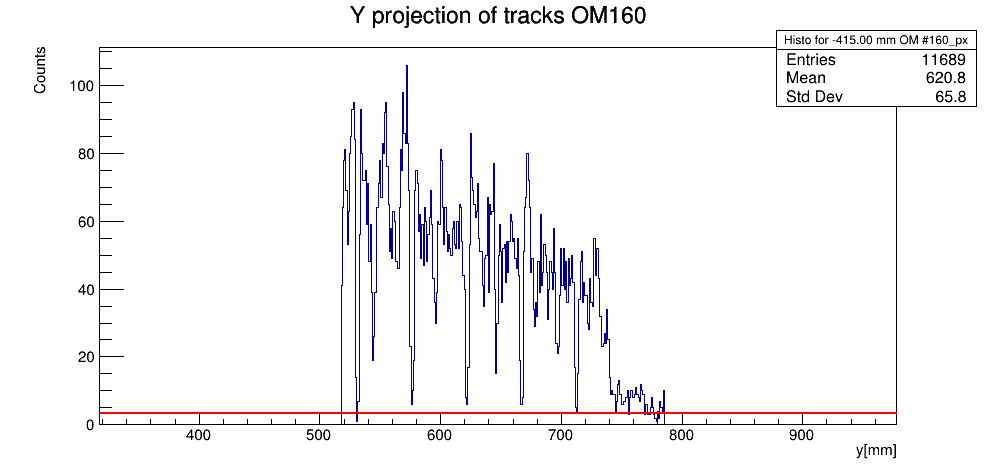 Y projection of tracks OM160
Histo for -415.00 mm OM #160_px
Entries 11689
Mean 620.8
Std Dev 65.8
Counts
100
80
60
40
20
0
400 500 600 700 800 900
y[mm]